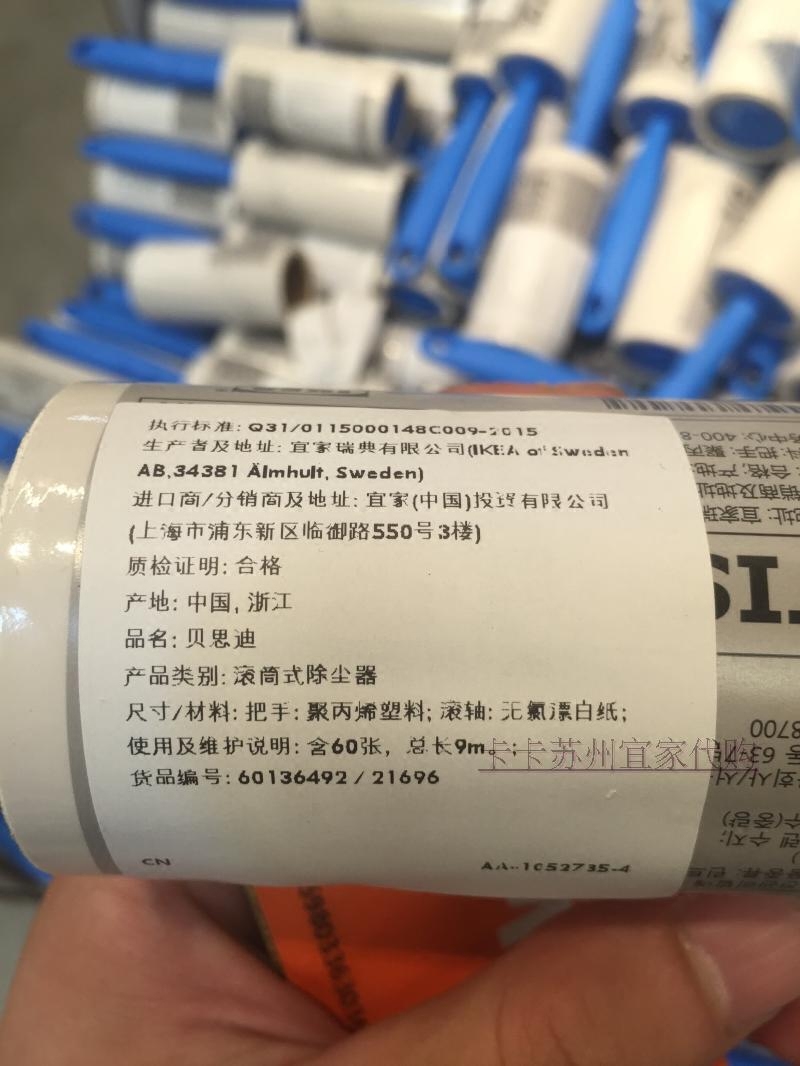 执行标准: Q31/0115000148C009-2015
生产者及地址: 宜家瑞典有限公司(IKEA of Sweden
AB,34381 Älmhult, Sweden)
进口商/分销商及地址: 宜家(中国)投资有限公司
(上海市浦东新区临御路550号3楼)
质检证明: 合格
产地: 中国, 浙江
品名: 贝思迪
产品类别: 滚筒式除尘器
尺寸/材料: 把手: 聚丙烯塑料; 滚轴: 无氯漂白纸;
使用及维护说明: 含60张, 总长9m。;
货品编号: 60136492 / 21696
卡卡苏州宜家代购
CN
AA-1052735-4